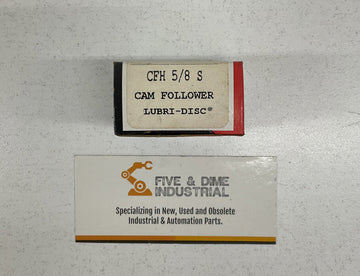 CFH 5/8 S
CAM FOLLOWER
LUBRI-DISC®
FIVE & DIME
INDUSTRIAL
Specializing in New, Used and Obsolete
Industrial & Automation Parts.